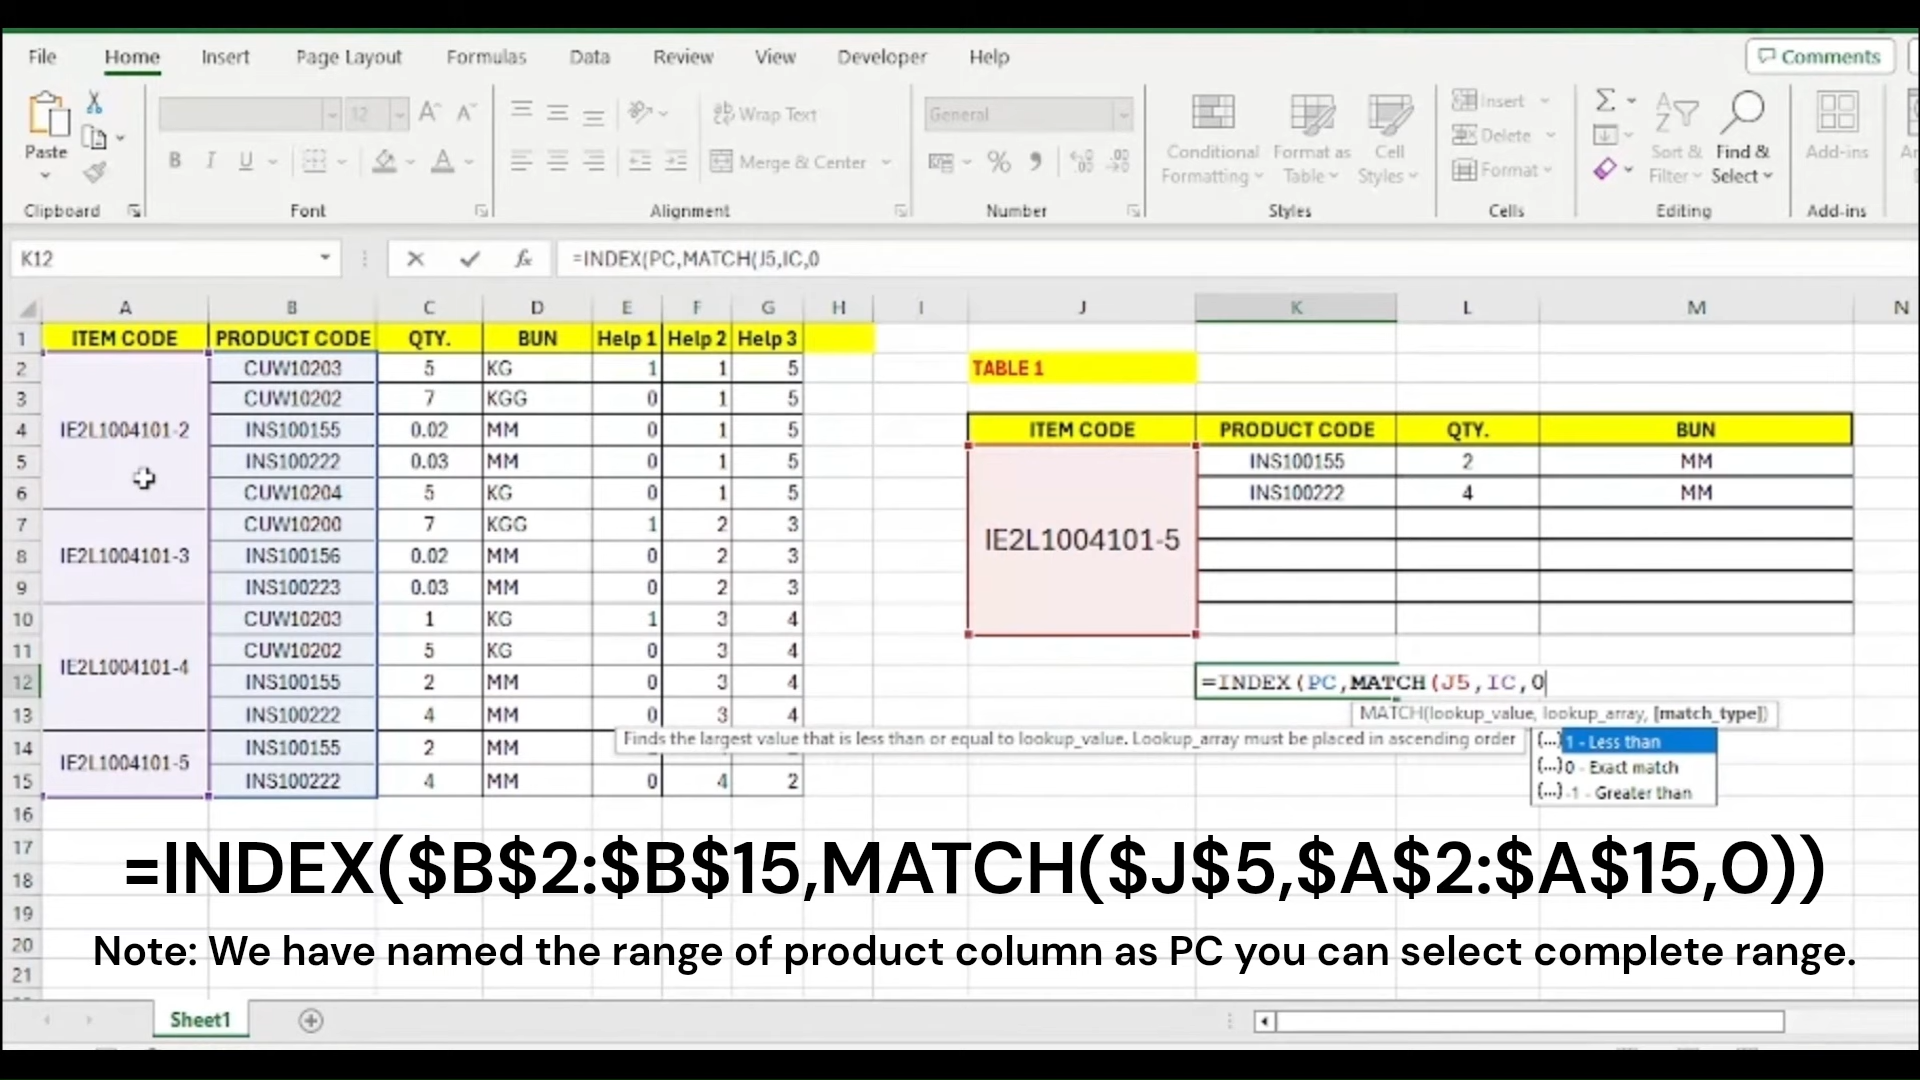 File Home Insert Page Layout Formulas Data Review View Developer Help Comments
Paste 12 Wrap Text General Insert
Merge & Center Conditional Formatting Format as Table Cell Styles Delete Format Sort & Filter Find & Select Add-ins
Clipboard Font Alignment Number Styles Cells Editing Add-ins
K12 =INDEX(PC,MATCH(J5,IC,0
A B C D E F G H I J K L M N
1 ITEM CODE PRODUCT CODE QTY. BUN Help 1 Help 2 Help 3
2 CUW10203 5 KG 1 1 5 TABLE 1
3 CUW10202 7 KGG 0 1 5
4 IE2L1004101-2 INS100155 0.02 MM 0 1 5 ITEM CODE PRODUCT CODE QTY. BUN
5 INS100222 0.03 MM 0 1 5 INS100155 2 MM
6 CUW10204 5 KG 0 1 5 INS100222 4 MM
7 CUW10200 7 KGG 1 2 3 IE2L1004101-5
8 IE2L1004101-3 INS100156 0.02 MM 0 2 3
9 INS100223 0.03 MM 0 2 3
10 CUW10203 1 KG 1 3 4
11 IE2L1004101-4 CUW10202 5 KG 0 3 4
12 INS100155 2 MM 0 3 4 =INDEX(PC,MATCH(J5,IC,0
13 INS100222 4 MM 0 3 4 MATCH(lookup_value, lookup_array, [match_type])
14 IE2L1004101-5 INS100155 2 MM Finds the largest value that is less than or equal to lookup_value. Lookup_array must be placed in ascending order (...) 1 - Less than
(...) 0 - Exact match
15 INS100222 4 MM 0 4 2 (...) -1 - Greater than
16
17
=INDEX($B$2:$B$15,MATCH($J$5,$A$2:$A$15,0))
18
19
20
Note: We have named the range of product column as PC you can select complete range.
21
Sheet1